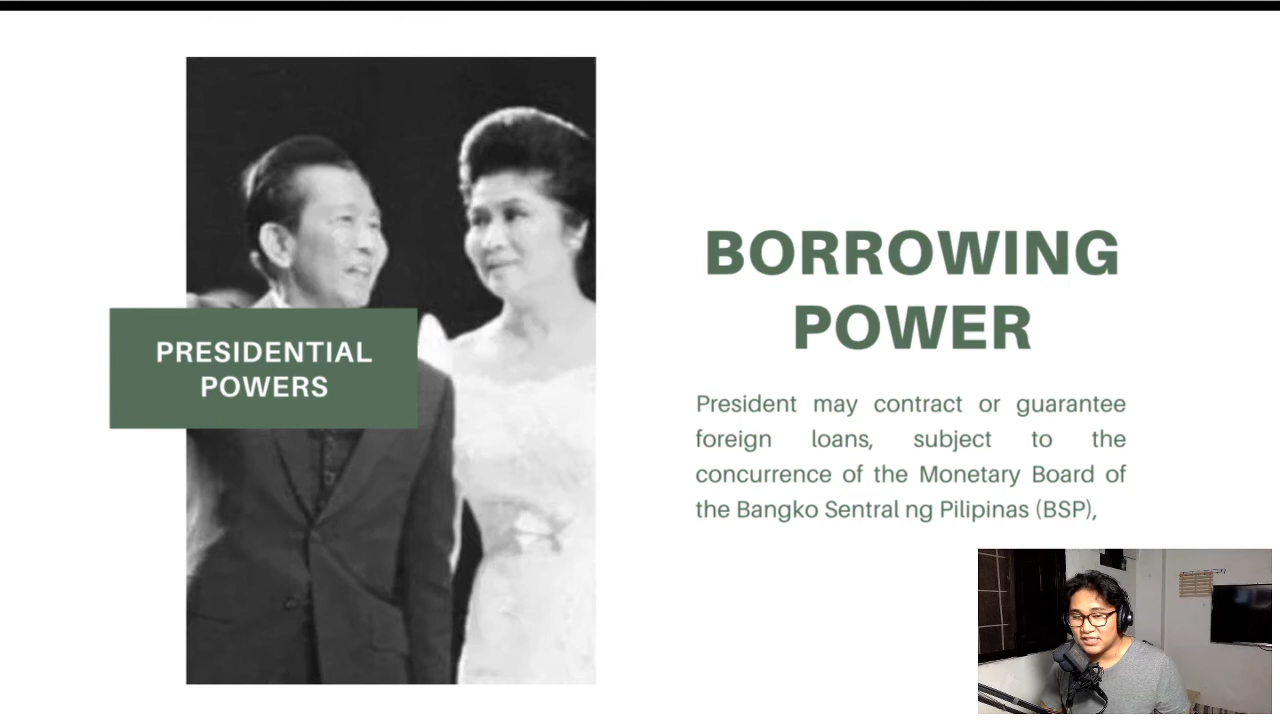 PRESIDENTIAL
POWERS
BORROWING
POWER
President may contract or guarantee
foreign loans, subject to the
concurrence of the Monetary Board of
the Bangko Sentral ng Pilipinas (BSP),